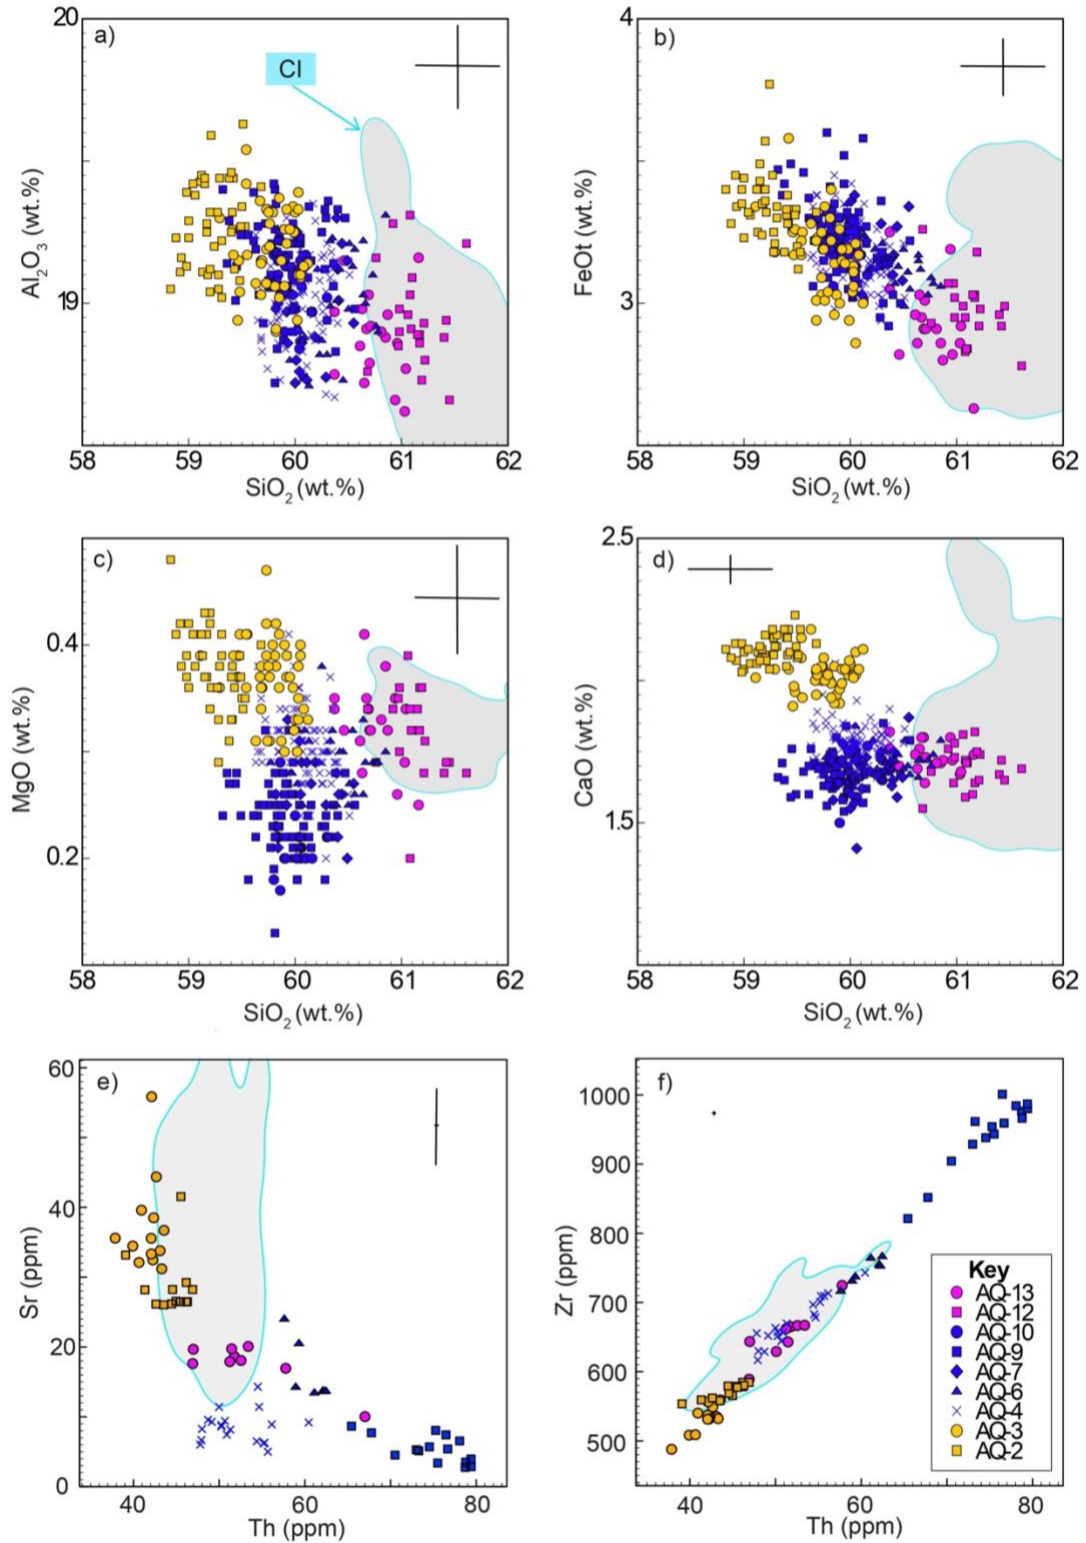 20
a)
CI
19
Al2O3 (wt.%)
58 59 60 61 62
SiO2 (wt.%)
4
b)
3
FeOt (wt.%)
58 59 60 61 62
SiO2 (wt.%)
c)
0.4
0.2
MgO (wt.%)
58 59 60 61 62
SiO2 (wt.%)
2.5
d)
1.5
CaO (wt.%)
58 59 60 61 62
SiO2 (wt.%)
60
e)
40
20
0
Sr (ppm)
40 60 80
Th (ppm)
f)
1000
900
800
700
600
500
Zr (ppm)
40 60 80
Th (ppm)
Key
AQ-13
AQ-12
AQ-10
AQ-9
AQ-7
AQ-6
AQ-4
AQ-3
AQ-2